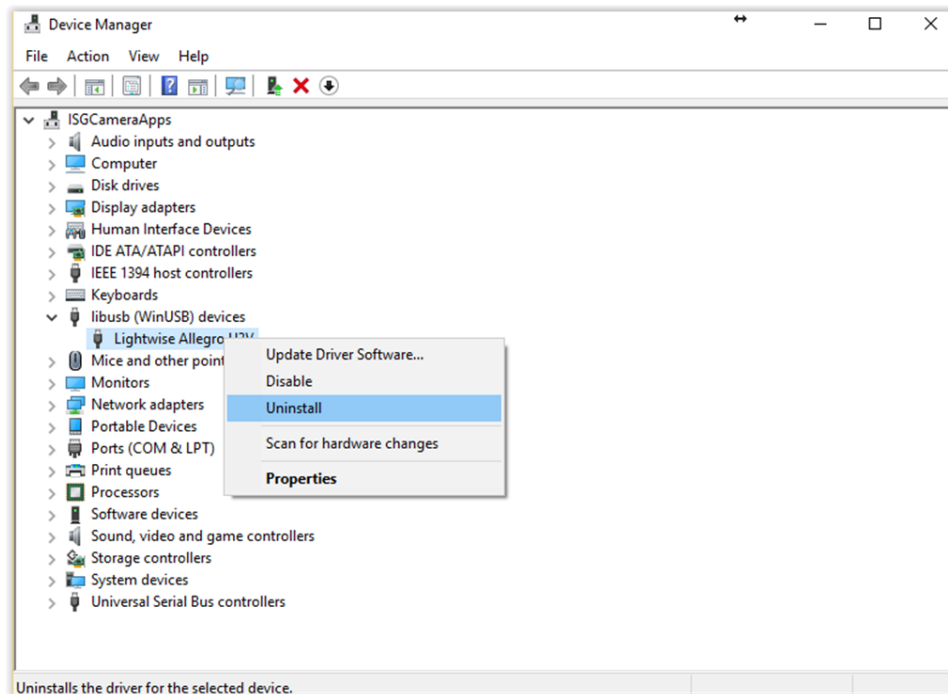 Device Manager
File Action View Help
ISGCameraApps
Audio inputs and outputs
Computer
Disk drives
Display adapters
Human Interface Devices
IDE ATA/ATAPI controllers
IEEE 1394 host controllers
Keyboards
libusb (WinUSB) devices
Lightwise Allegro U3V
Mice and other point
Monitors
Network adapters
Portable Devices
Ports (COM & LPT)
Print queues
Processors
Software devices
Sound, video and game controllers
Storage controllers
System devices
Universal Serial Bus controllers
Update Driver Software...
Disable
Uninstall
Scan for hardware changes
Properties
Uninstalls the driver for the selected device.